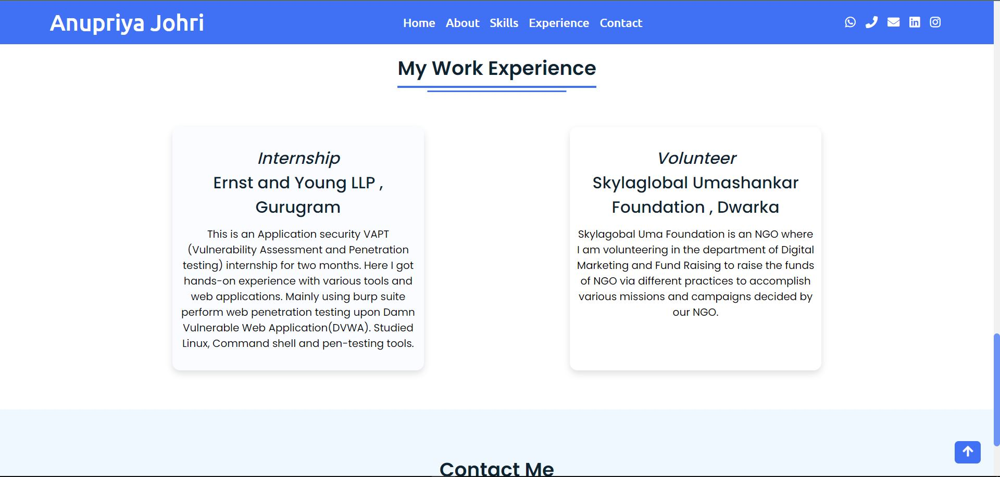 Anupriya Johri
Home About Skills Experience Contact
My Work Experience
Internship
Ernst and Young LLP ,
Gurugram
This is an Application security VAPT
(Vulnerability Assessment and Penetration
testing) internship for two months. Here I got
hands-on experience with various tools and
web applications. Mainly using burp suite
perform web penetration testing upon Damn
Vulnerable Web Application(DVWA). Studied
Linux, Command shell and pen-testing tools.
Volunteer
Skylaglobal Umashankar
Foundation , Dwarka
Skylagobal Uma Foundation is an NGO where
I am volunteering in the department of Digital
Marketing and Fund Raising to raise the funds
of NGO via different practices to accomplish
various missions and campaigns decided by
our NGO.
Contact Me